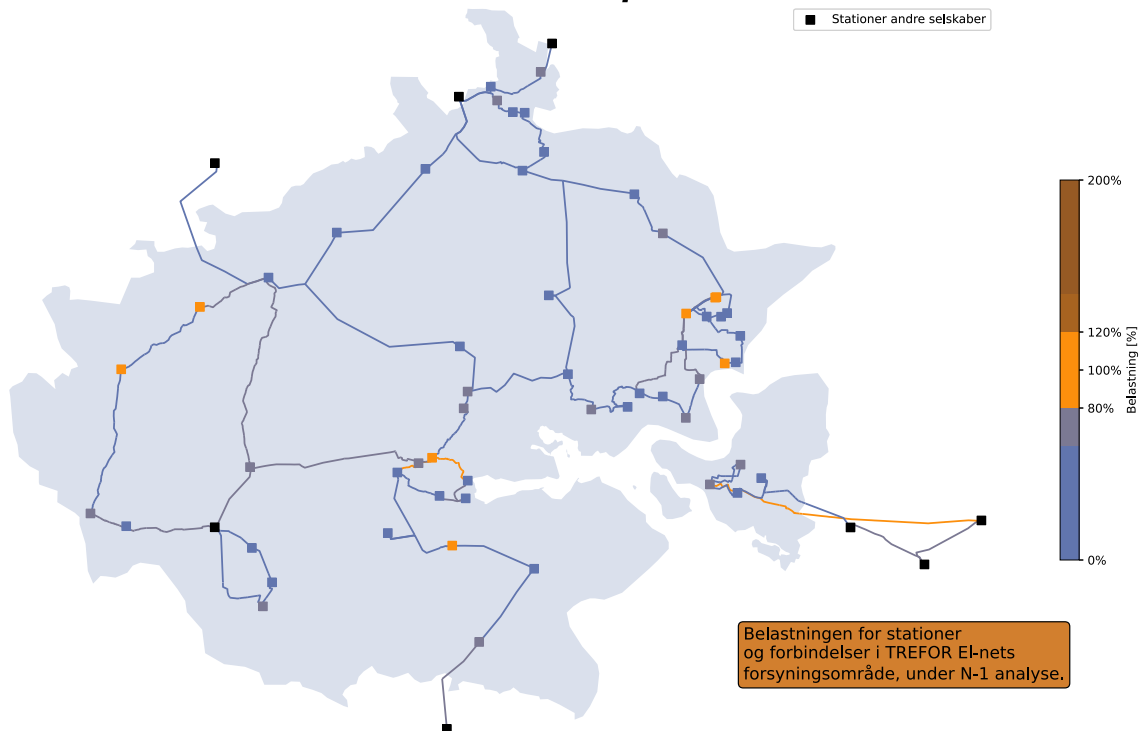 Stationer andre selskaber
200%
120%
100%
80%
0%
Belastning [%]
Belastningen for stationer
og forbindelser i TREFOR El-nets
forsyningsområde, under N-1 analyse.